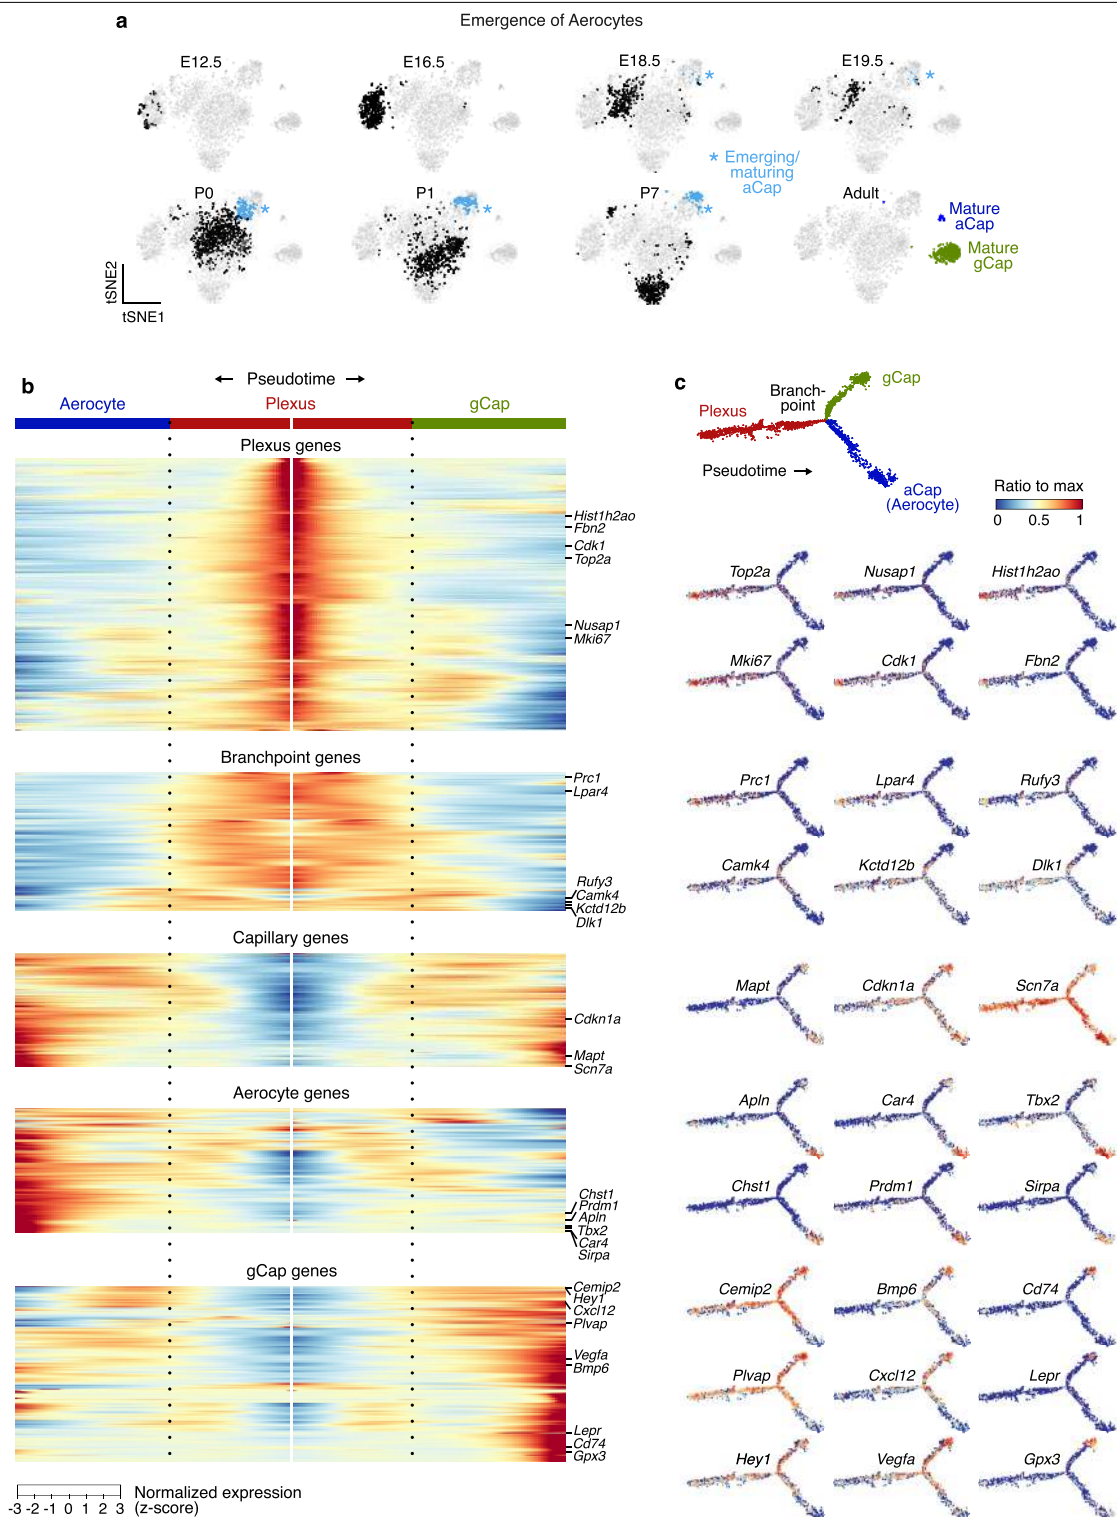 a
Emergence of Aerocytes
E12.5
E16.5
E18.5
E19.5
*
*
* Emerging/
maturing
aCap
P0
P1
P7
Adult
*
*
*
Mature
aCap
Mature
gCap
tSNE2
tSNE1
b
← Pseudotime →
Aerocyte
Plexus
gCap
Plexus genes
Hist1h2ao
Fbn2
Cdk1
Top2a
Nusap1
Mki67
Branchpoint genes
Prc1
Lpar4
Rufy3
Camk4
Kctd12b
Dlk1
Capillary genes
Cdkn1a
Mapt
Scn7a
Aerocyte genes
Chst1
Prdm1
Apln
Tbx2
Car4
Sirpa
gCap genes
Cemip2
Hey1
Cxcl12
Plvap
Vegfa
Bmp6
Lepr
Cd74
Gpx3
-3 -2 -1 0 1 2 3
Normalized expression
(z-score)
c
gCap
Branch-
point
Plexus
Pseudotime →
aCap
(Aerocyte)
Ratio to max
0 0.5 1
Top2a
Nusap1
Hist1h2ao
Mki67
Cdk1
Fbn2
Prc1
Lpar4
Rufy3
Camk4
Kctd12b
Dlk1
Mapt
Cdkn1a
Scn7a
Apln
Car4
Tbx2
Chst1
Prdm1
Sirpa
Cemip2
Bmp6
Cd74
Plvap
Cxcl12
Lepr
Hey1
Vegfa
Gpx3